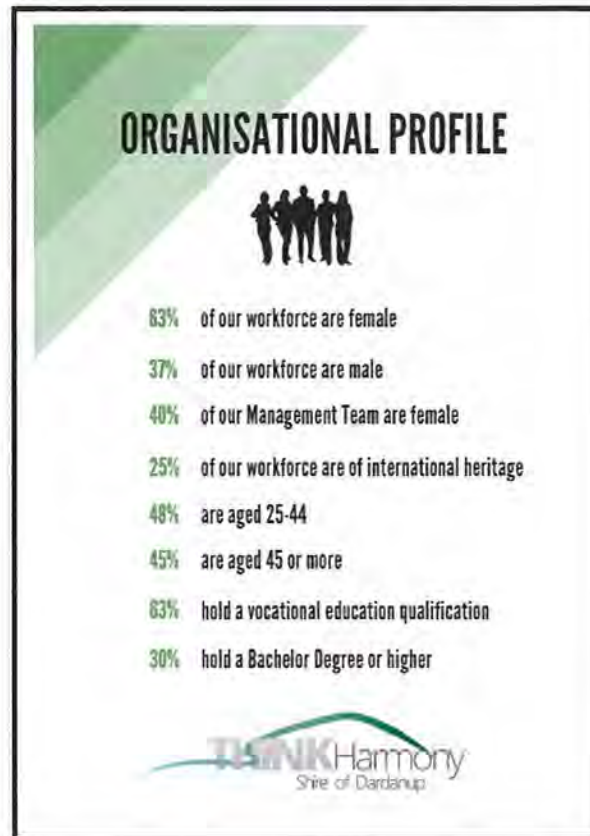 ORGANISATIONAL PROFILE
63% of our workforce are female
37% of our workforce are male
40% of our Management Team are female
25% of our workforce are of international heritage
48% are aged 25-44
45% are aged 45 or more
63% hold a vocational education qualification
30% hold a Bachelor Degree or higher
THINKHarmony
Shire of Dardanup